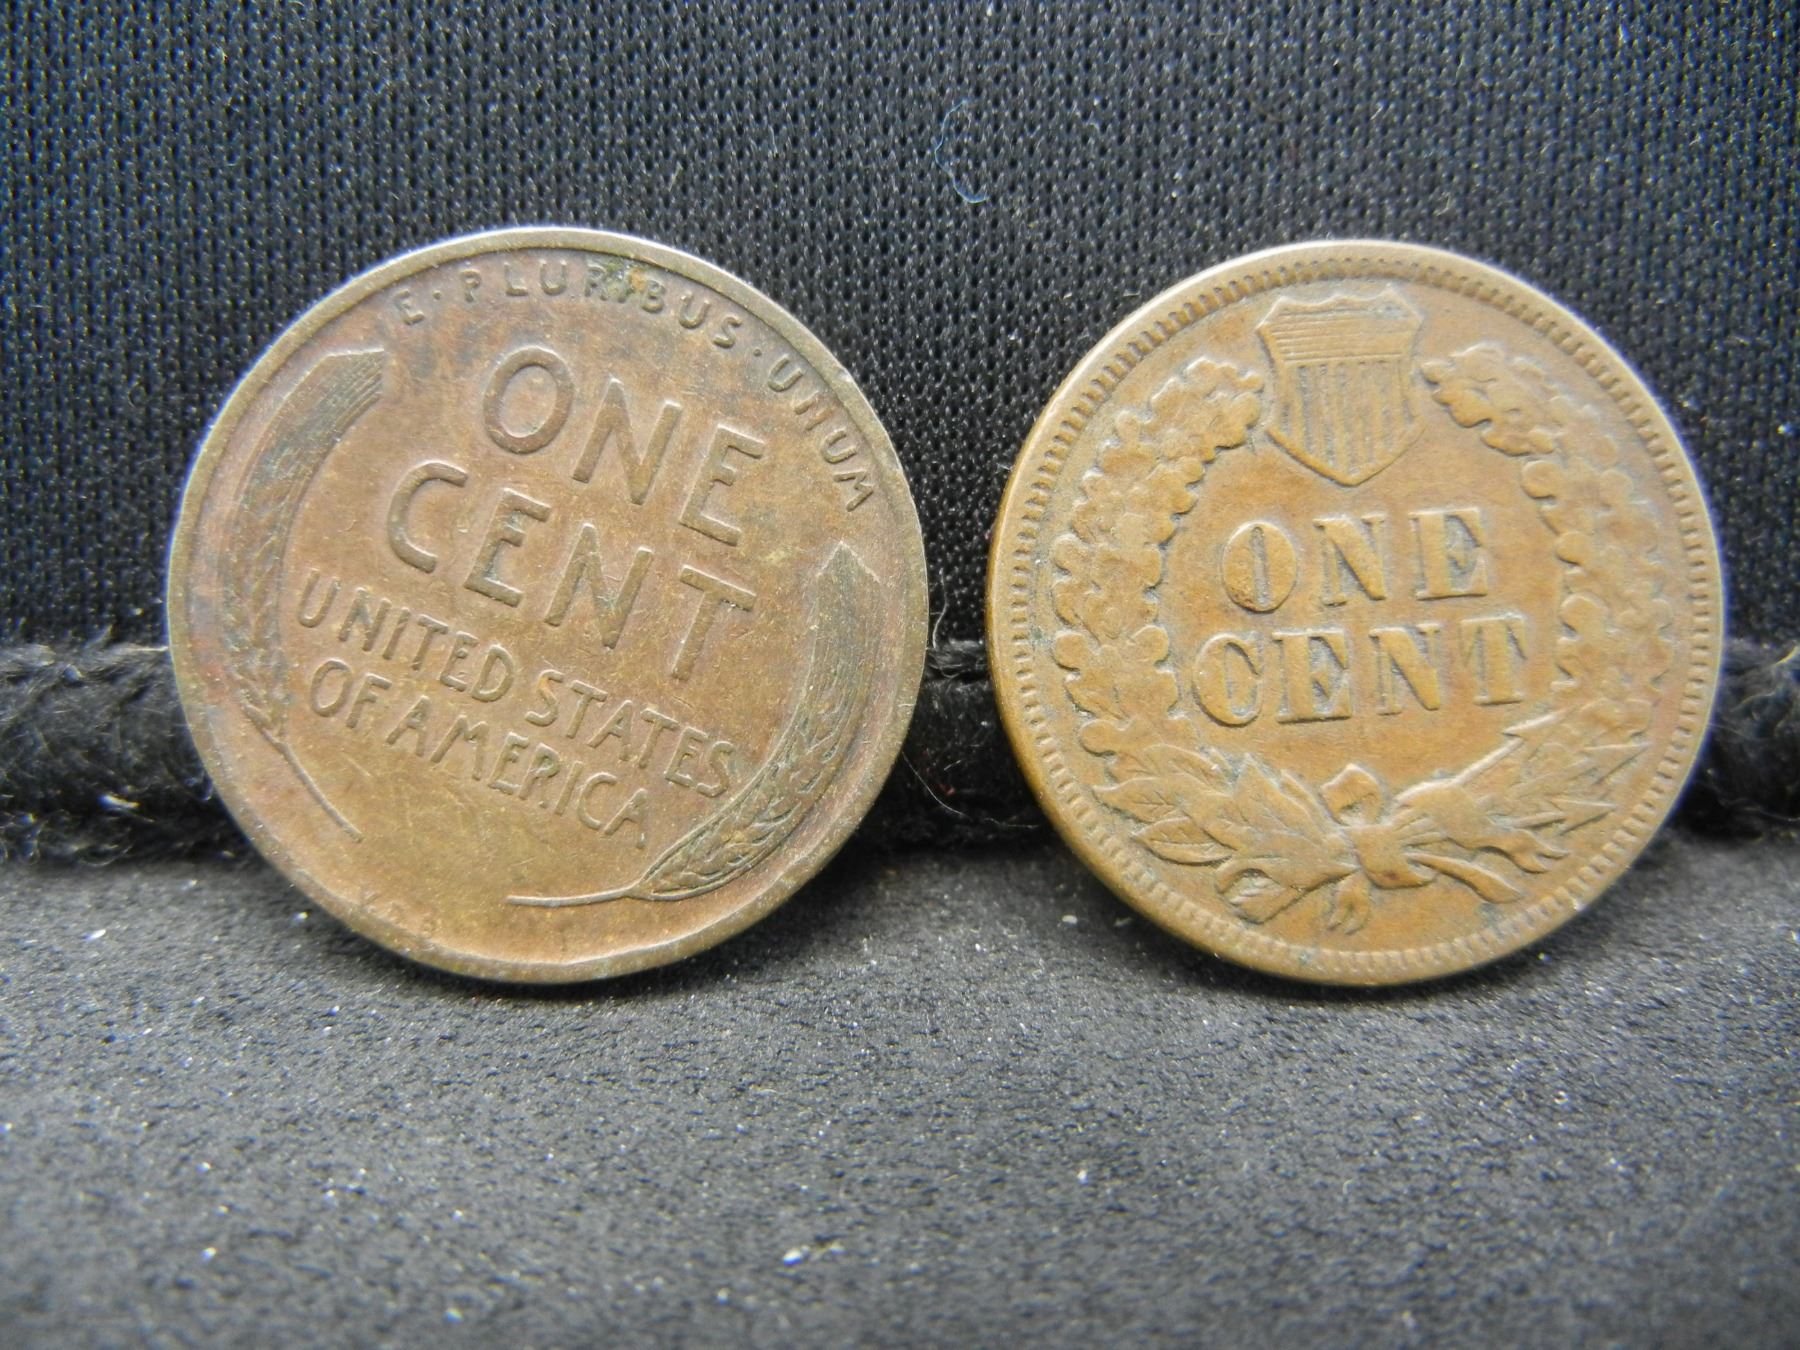 E·PLURIBUS·UNUM
ONE
CENT
UNITED STATES
OF AMERICA
ONE
CENT